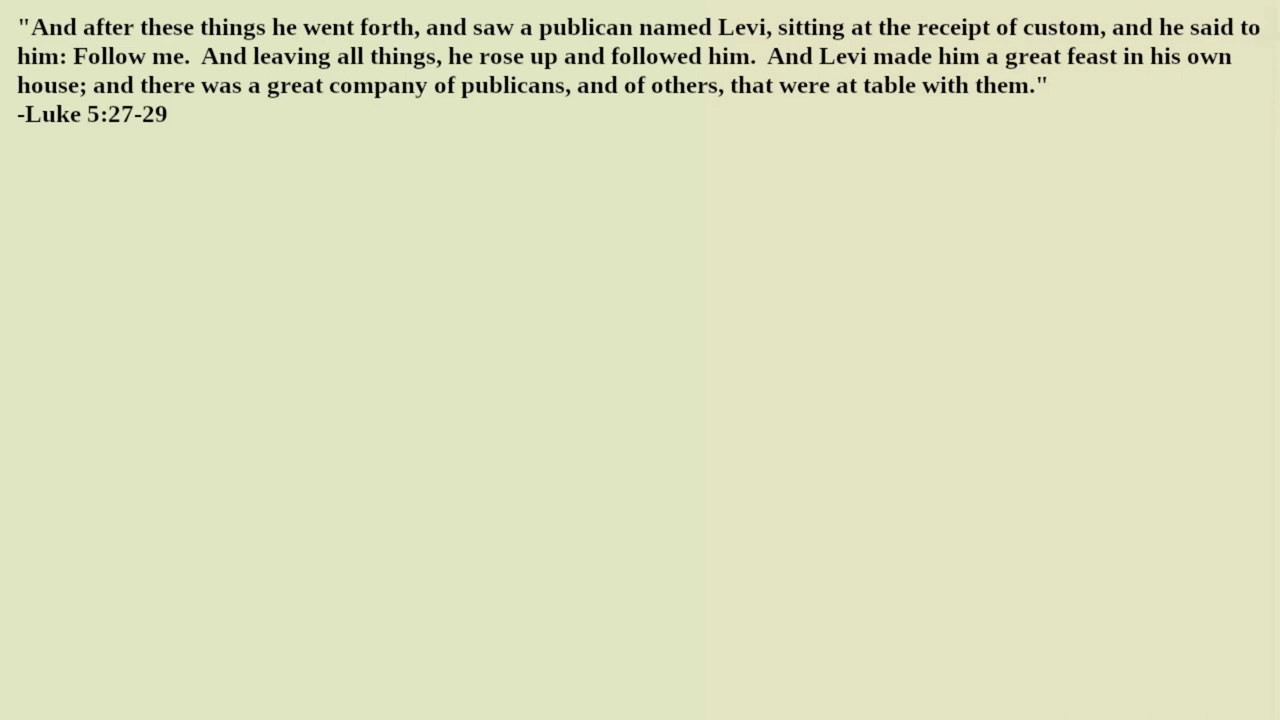 "And after these things he went forth, and saw a publican named Levi, sitting at the receipt of custom, and he said to
him: Follow me.  And leaving all things, he rose up and followed him.  And Levi made him a great feast in his own
house; and there was a great company of publicans, and of others, that were at table with them."
-Luke 5:27-29